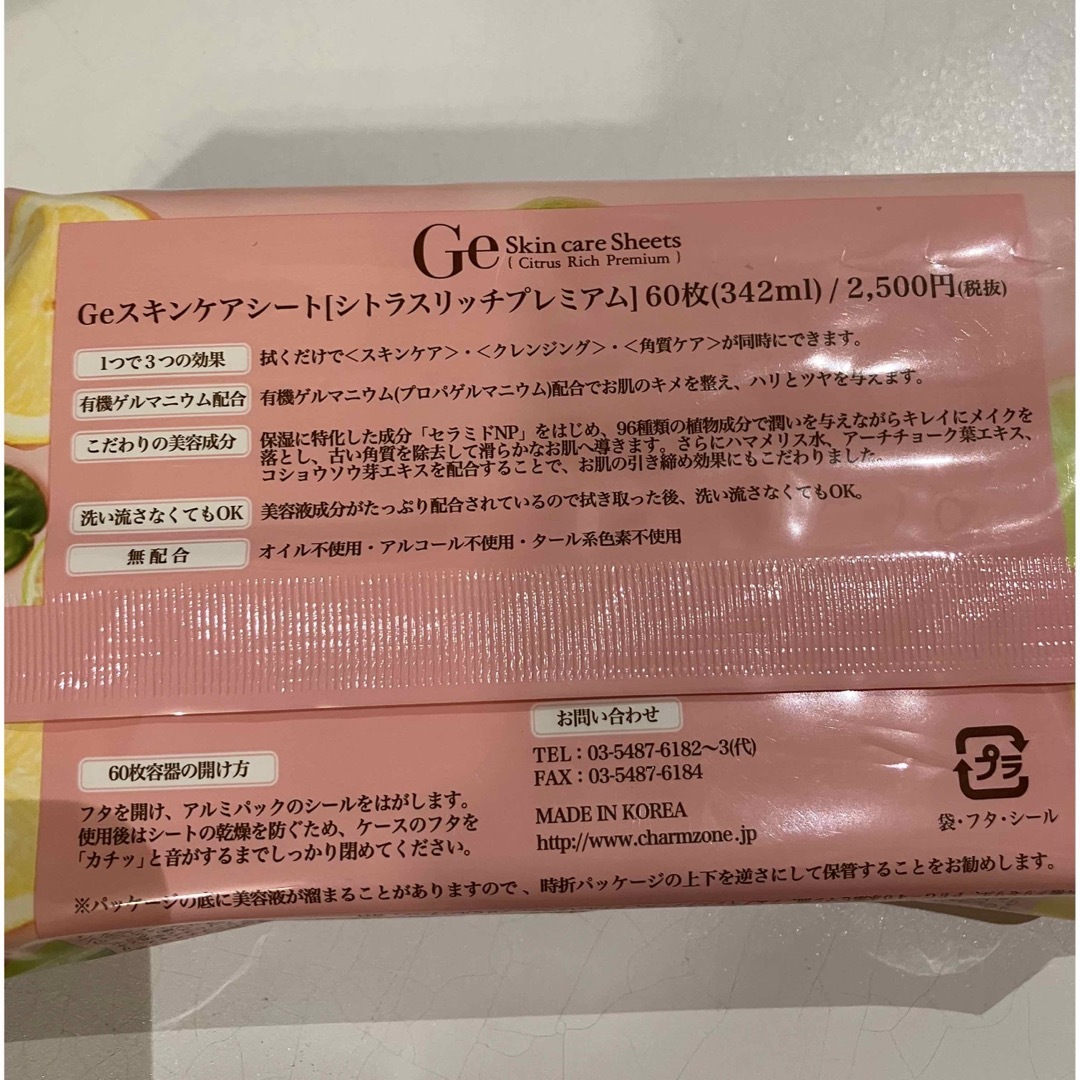 Ge Skin care Sheets
[ Citrus Rich Premium ]
Geスキンケアシート[シトラスリッチプレミアム] 60枚(342ml) / 2,500円(税抜)
1つで3つの効果
拭くだけで<スキンケア>・<クレンジング>・<角質ケア>が同時にできます。
有機ゲルマニウム配合
有機ゲルマニウム(プロパゲルマニウム)配合でお肌のキメを整え、ハリとツヤを与えます。
こだわりの美容成分
保湿に特化した成分「セラミドNP」をはじめ、96種類の植物成分で潤いを与えながらキレイにメイクを
落とし、古い角質を除去して滑らかなお肌へ導きます。さらにハマメリス水、アーチチョーク葉エキス、
コショウソウ芽エキスを配合することで、お肌の引き締め効果にもこだわりました。
洗い流さなくてもOK
美容液成分がたっぷり配合されているので拭き取った後、洗い流さなくてもOK。
無配合
オイル不使用・アルコール不使用・タール系色素不使用
60枚容器の開け方
フタを開け、アルミパックのシールをはがします。
使用後はシートの乾燥を防ぐため、ケースのフタを
「カチッ」と音がするまでしっかり閉めてください。
お問い合わせ
TEL：03-5487-6182〜3(代)
FAX：03-5487-6184
MADE IN KOREA
http://www.charmzone.jp
プラ
袋・フタ・シール
※パッケージの底に美容液が溜まることがありますので、時折パッケージの上下を逆さにして保管することをお勧めします。